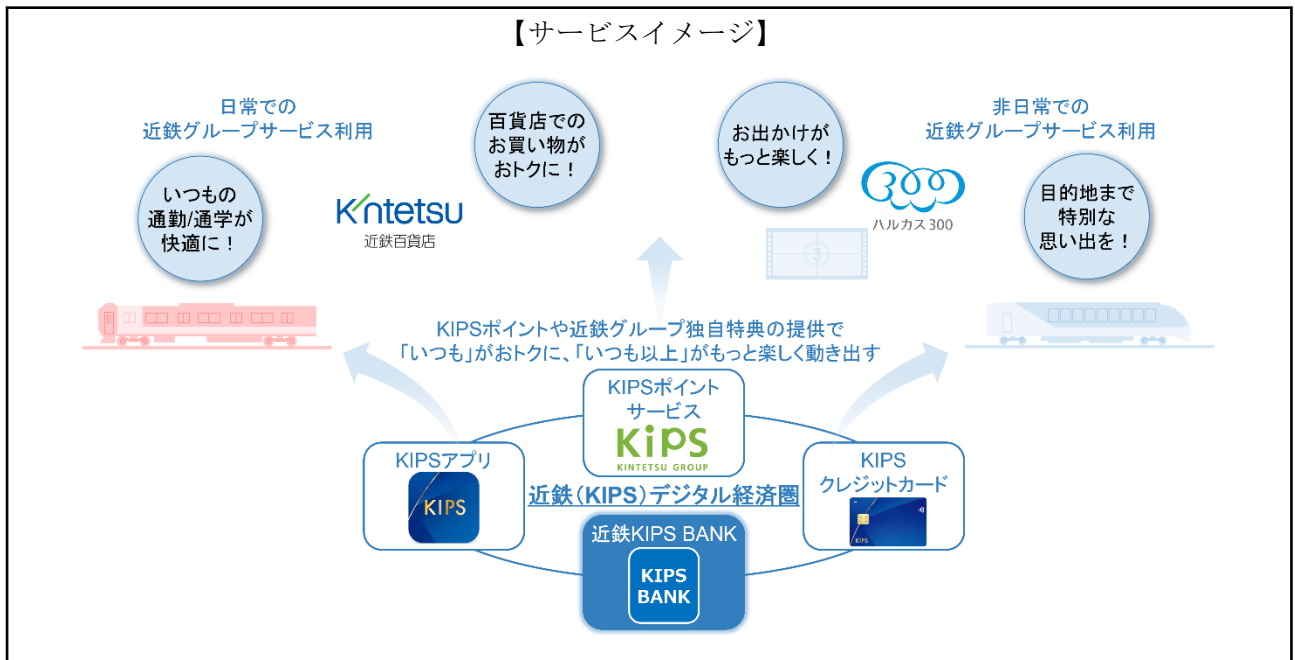 【サービスイメージ】
日常での
近鉄グループサービス利用
百貨店での
お買い物が
おトクに！
お出かけが
もっと楽しく！
非日常での
近鉄グループサービス利用
いつもの
通勤/通学が
快適に！
Kintetsu
近鉄百貨店
300
ハルカス300
目的地まで
特別な
思い出を！
3
KIPSポイントや近鉄グループ独自特典の提供で
「いつも」がおトクに、「いつも以上」がもっと楽しく動き出す
KIPSポイント
サービス
KiPS
KINTETSU GROUP
KIPSアプリ
KIPS
KIPS
クレジットカード
KIPS
近鉄（KIPS）デジタル経済圏
近鉄KIPS BANK
KIPS
BANK